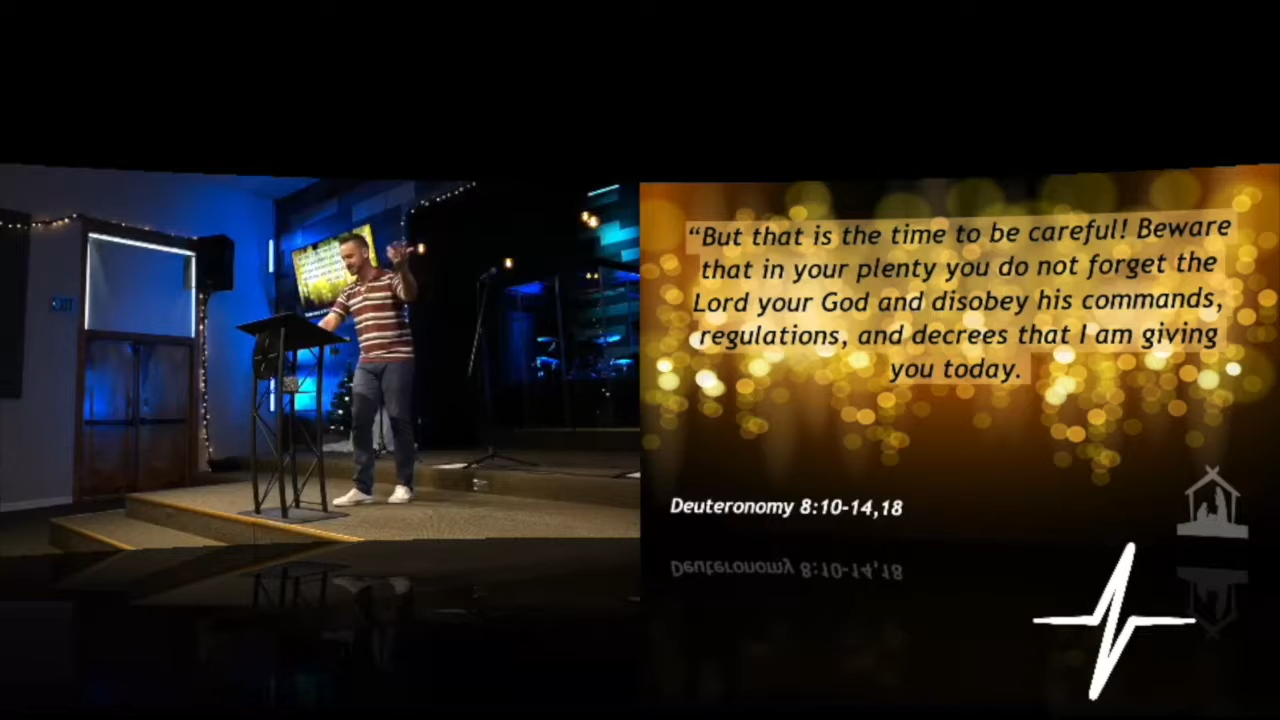 EXIT
“But that is the time to be careful! Beware
that in your plenty you do not forget the
Lord your God and disobey his commands,
regulations, and decrees that I am giving
you today.
Deuteronomy 8:10-14,18